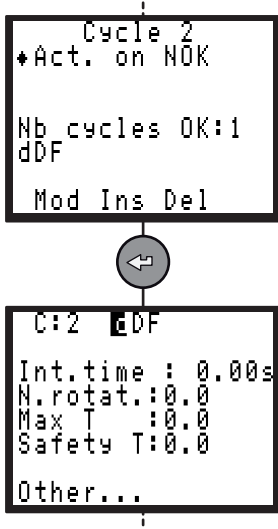 Cycle 2
♦Act. on NOK
Nb cycles OK:1
dDF
Mod Ins Del
C:2 dDF
Int.time : 0.00s
N.rotat.:0.0
Max T :0.0
Safety T:0.0
Other...